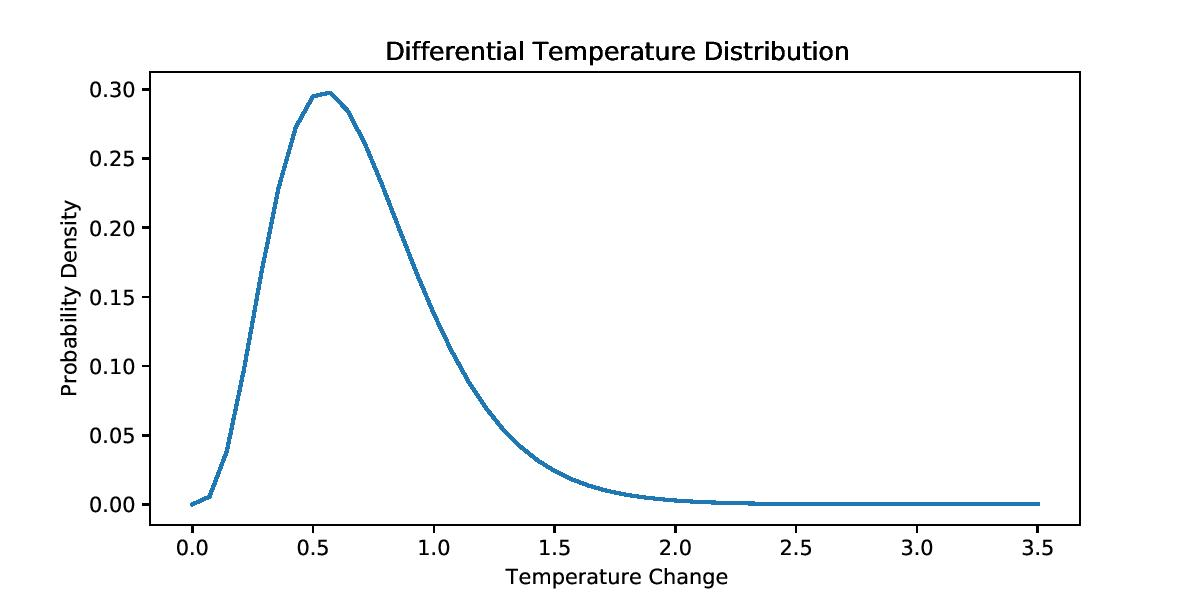 Differential Temperature Distribution
0.30
0.25
0.20
0.15
0.10
0.05
0.00
Probability Density
0.0 0.5 1.0 1.5 2.0 2.5 3.0 3.5
Temperature Change